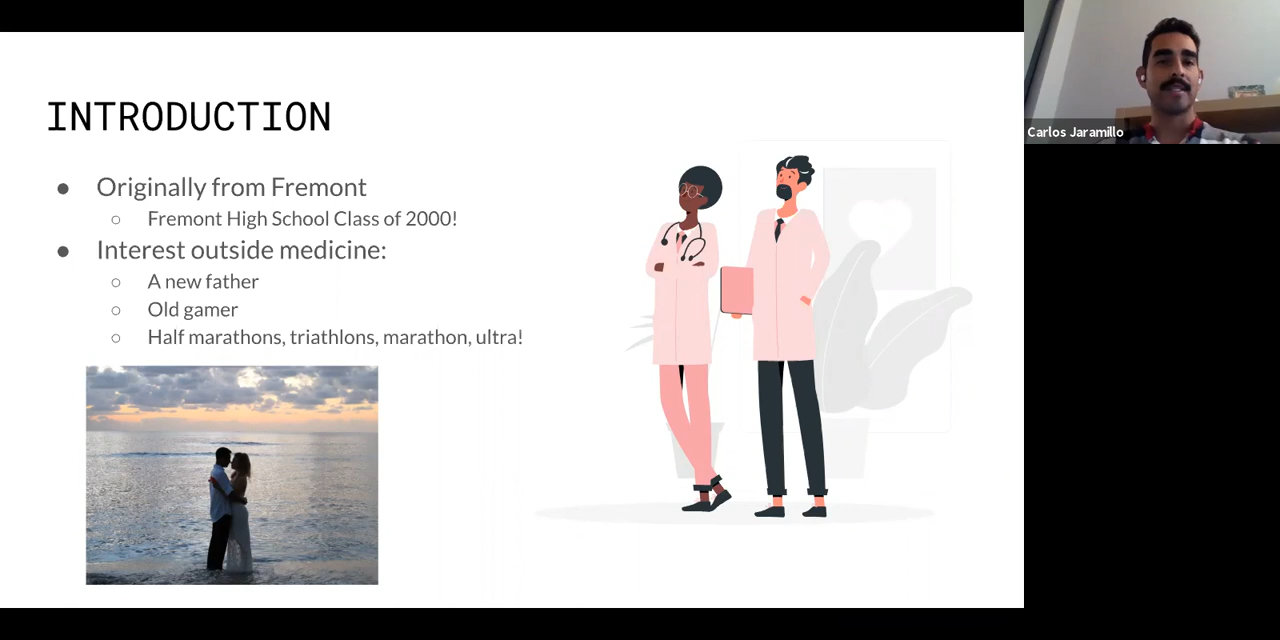 INTRODUCTION
● Originally from Fremont
○ Fremont High School Class of 2000!
● Interest outside medicine:
○ A new father
○ Old gamer
○ Half marathons, triathlons, marathon, ultra!
Carlos Jaramillo